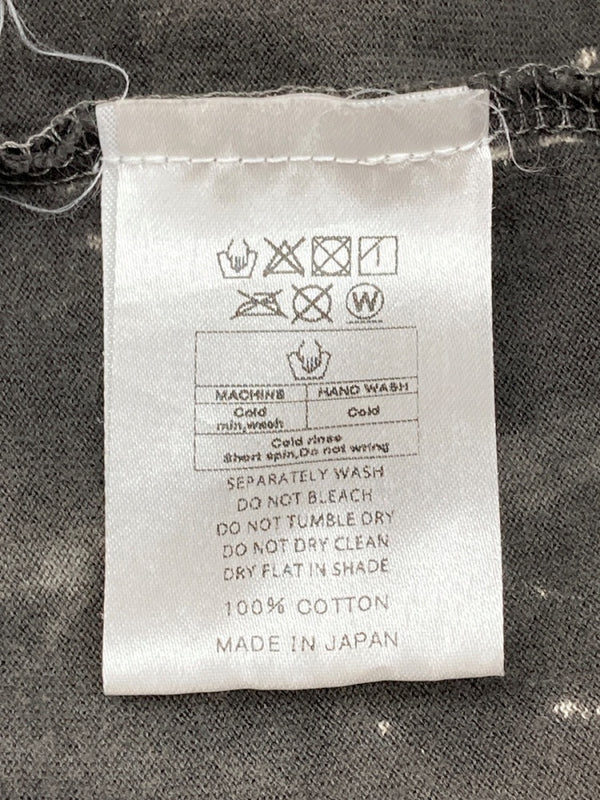 W
MACHINE HAND WASH
Cold Cold
min,wash
Cold rinse
Short spin,Do not wring
SEPARATELY WASH
DO NOT BLEACH
DO NOT TUMBLE DRY
DO NOT DRY CLEAN
DRY FLAT IN SHADE
100% COTTON
MADE IN JAPAN